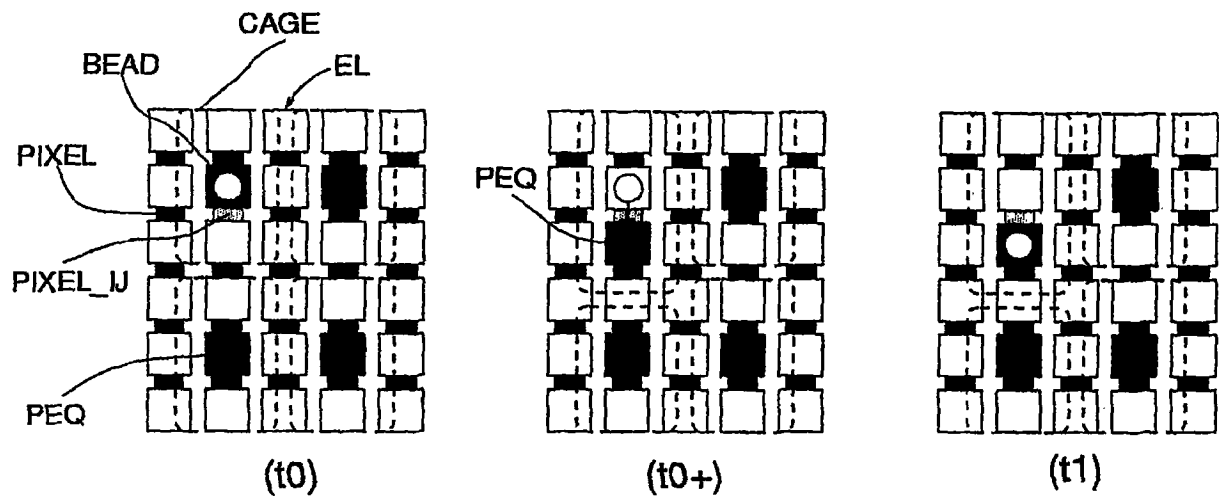 CAGE
BEAD
EL
PIXEL
PEQ
PIXEL_IJ
PEQ
(t0)
(t0+)
(t1)